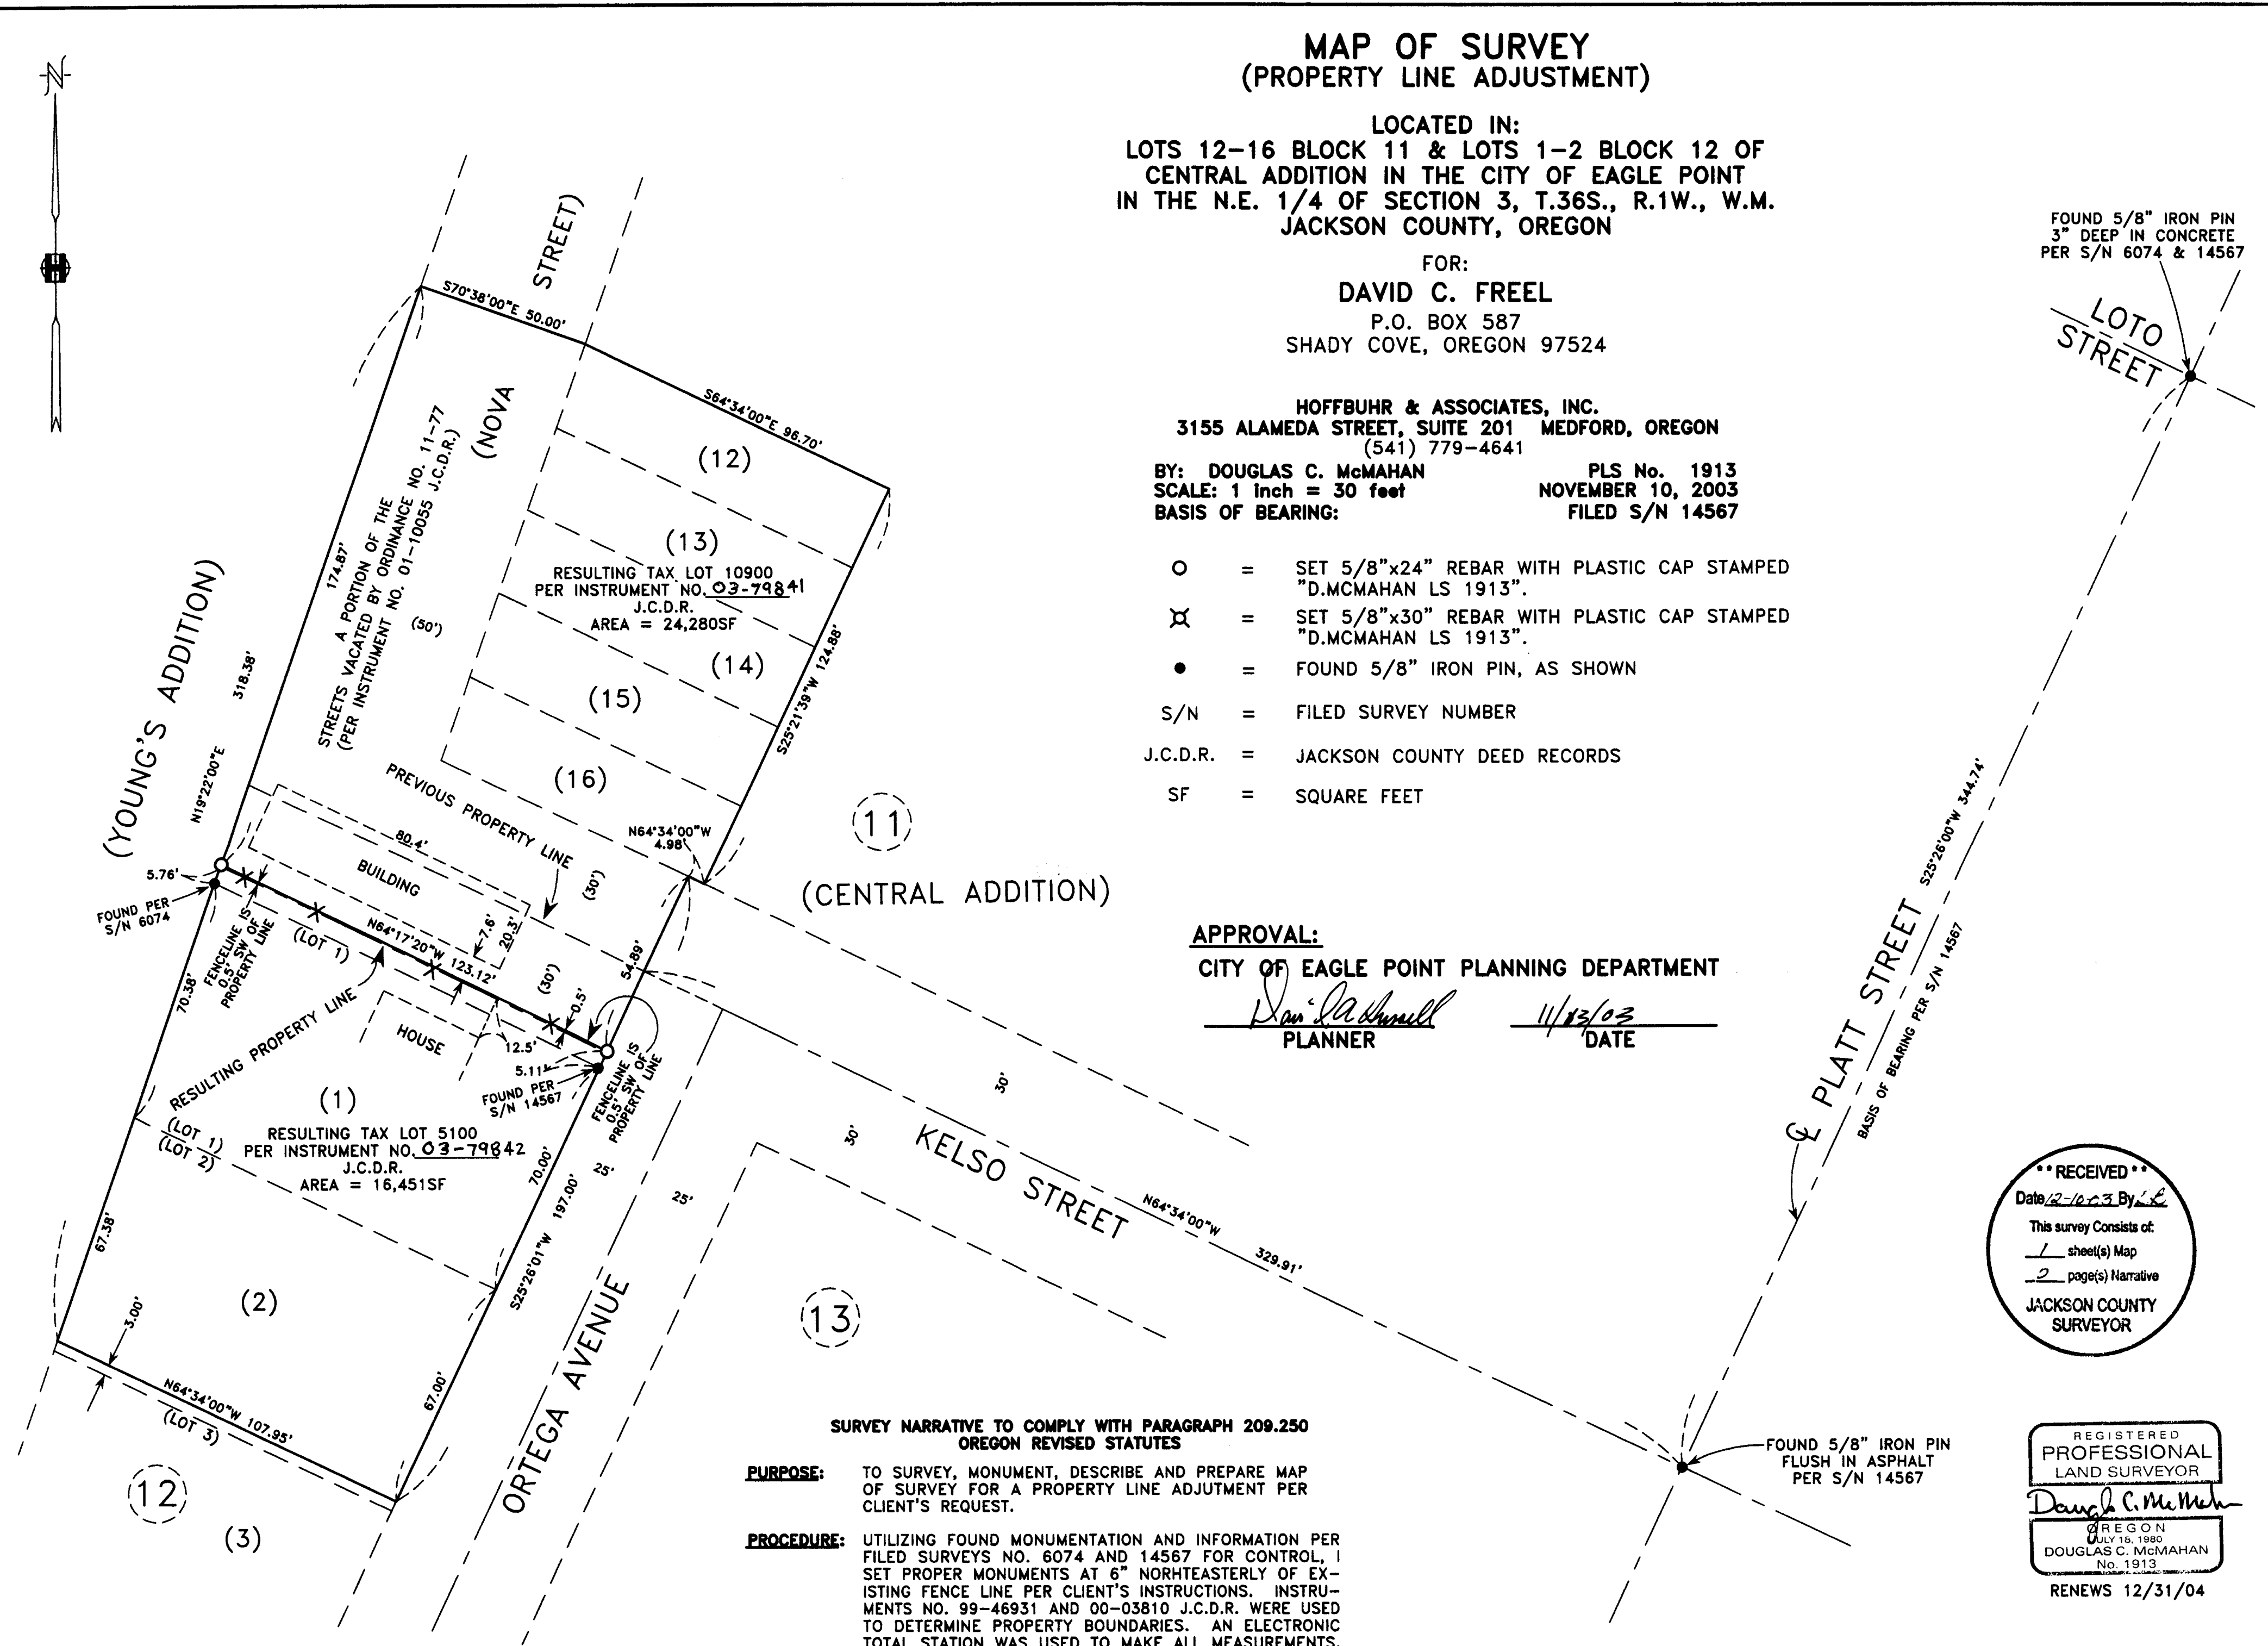 MAP OF SURVEY
(PROPERTY LINE ADJUSTMENT)
LOCATED IN:
LOTS 12-16 BLOCK 11 & LOTS 1-2 BLOCK 12 OF
CENTRAL ADDITION IN THE CITY OF EAGLE POINT
IN THE N.E. 1/4 OF SECTION 3, T.36S., R.1W., W.M.
JACKSON COUNTY, OREGON
FOR:
DAVID C. FREEL
P.O. BOX 587
SHADY COVE, OREGON 97524
HOFFBUHR & ASSOCIATES, INC.
3155 ALAMEDA STREET, SUITE 201 MEDFORD, OREGON
(541) 779-4641
BY: DOUGLAS C. McMAHAN PLS No. 1913
SCALE: 1 inch = 30 feet NOVEMBER 10, 2003
BASIS OF BEARING: FILED S/N 14567
O = SET 5/8"x24" REBAR WITH PLASTIC CAP STAMPED
"D.MCMAHAN LS 1913".
= SET 5/8"x30" REBAR WITH PLASTIC CAP STAMPED
"D.MCMAHAN LS 1913".
● = FOUND 5/8" IRON PIN, AS SHOWN
S/N = FILED SURVEY NUMBER
J.C.D.R. = JACKSON COUNTY DEED RECORDS
SF = SQUARE FEET
APPROVAL:
CITY OF EAGLE POINT PLANNING DEPARTMENT
PLANNER
DATE
N
H
(NOVA
STREET)
S70°38'00"E 50.00'
S64°34'00"E 96.70'
174.87'
318.38'
N19°22'00"E
A PORTION OF THE
STREETS VACATED BY ORDINANCE NO. 11-77
(PER INSTRUMENT NO. 01-10055 J.C.D.R.)
(50')
(YOUNG'S ADDITION)
(12)
(13)
RESULTING TAX LOT 10900
PER INSTRUMENT NO. 03-79841
J.C.D.R.
AREA = 24,280SF
(14)
(15)
(16)
S25°21'39"W 124.88'
PREVIOUS PROPERTY LINE
N64°34'00"W
4.98'
11
(CENTRAL ADDITION)
80.4'
BUILDING
(30')
7.6'
20.3'
5.76'
FOUND PER
S/N 6074
FENCELINE IS
0.5' SW OF
PROPERTY LINE
(LOT 1)
N64°17'20"W 123.12'
(30')
54.89'
0.5'
RESULTING PROPERTY LINE
HOUSE
12.5'
5.11'
FOUND PER
S/N 14567
FENCELINE IS
0.5' SW OF
PROPERTY LINE
70.38'
(1)
(LOT 1)
(LOT 2)
RESULTING TAX LOT 5100
PER INSTRUMENT NO. 03-79842
J.C.D.R.
AREA = 16,451SF
70.00'
197.00'
S25°26'01"W
25'
25'
67.38'
(2)
3.00'
67.00'
N64°34'00"W 107.95'
(LOT 3)
12
(3)
ORTEGA AVENUE
13
30'
30'
KELSO STREET
N64°34'00"W
329.91'
FOUND 5/8" IRON PIN
3" DEEP IN CONCRETE
PER S/N 6074 & 14567
LOTO
STREET
℄ PLATT STREET
S25°26'00"W 344.74'
BASIS OF BEARING PER S/N 14567
FOUND 5/8" IRON PIN
FLUSH IN ASPHALT
PER S/N 14567
SURVEY NARRATIVE TO COMPLY WITH PARAGRAPH 209.250
OREGON REVISED STATUTES
PURPOSE: TO SURVEY, MONUMENT, DESCRIBE AND PREPARE MAP
OF SURVEY FOR A PROPERTY LINE ADJUTMENT PER
CLIENT'S REQUEST.
PROCEDURE: UTILIZING FOUND MONUMENTATION AND INFORMATION PER
FILED SURVEYS NO. 6074 AND 14567 FOR CONTROL, I
SET PROPER MONUMENTS AT 6" NORHTEASTERLY OF EX-
ISTING FENCE LINE PER CLIENT'S INSTRUCTIONS. INSTRU-
MENTS NO. 99-46931 AND 00-03810 J.C.D.R. WERE USED
TO DETERMINE PROPERTY BOUNDARIES. AN ELECTRONIC
TOTAL STATION WAS USED TO MAKE ALL MEASUREMENTS.
** RECEIVED **
Date 12-10-03 By
This survey Consists of:
1 sheet(s) Map
page(s) Narrative
JACKSON COUNTY
SURVEYOR
REGISTERED
PROFESSIONAL
LAND SURVEYOR
Douglas C. McMahan
OREGON
JULY 18, 1980
DOUGLAS C. McMAHAN
No. 1913
RENEWS 12/31/04